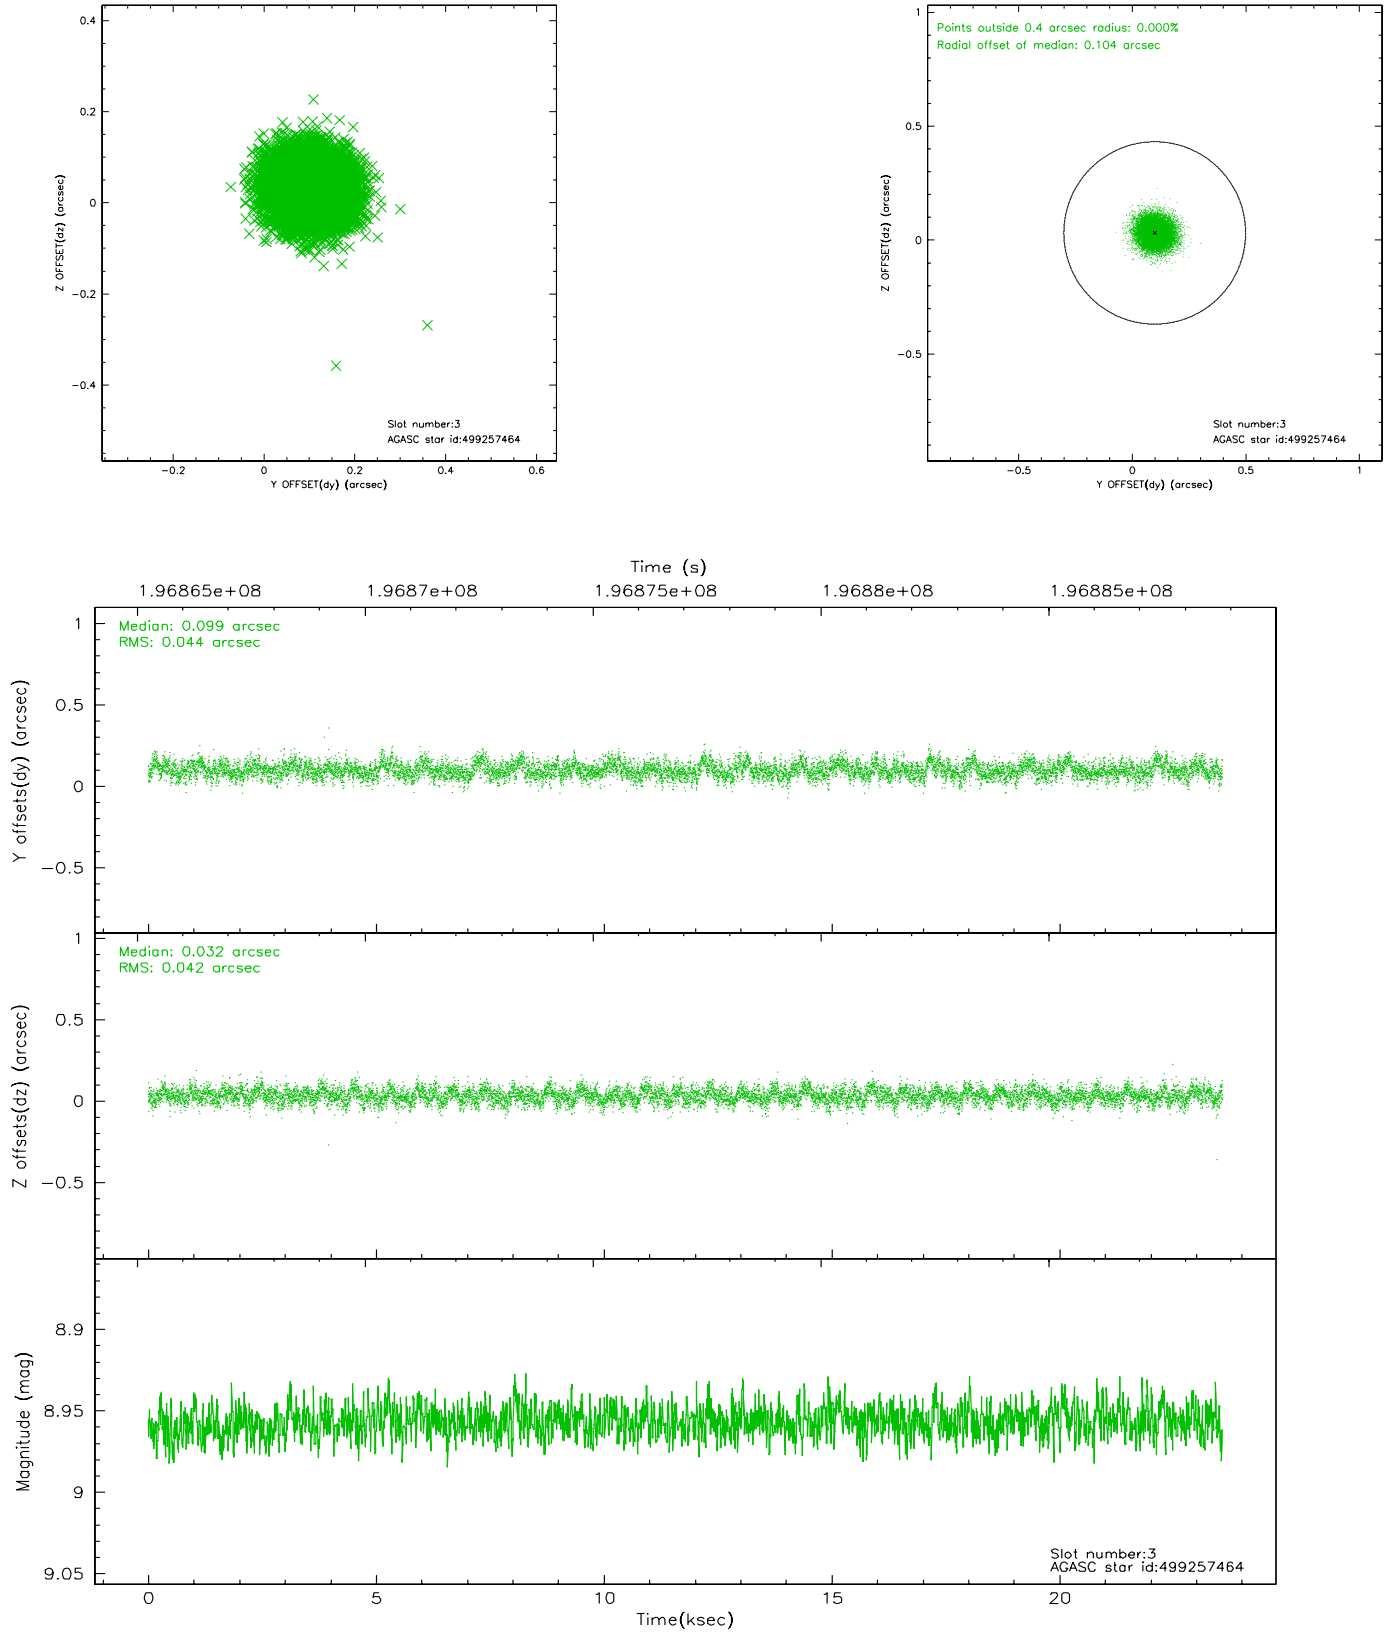 0.4
0.2
0
−0.2
−0.4
Z OFFSET(dz) (arcsec)
−0.2 0 0.2 0.4 0.6
Y OFFSET(dy) (arcsec)
Slot number:3
AGASC star id:499257464
Points outside 0.4 arcsec radius: 0.000%
Radial offset of median: 0.104 arcsec
1
0.5
0
−0.5
Z OFFSET(dz) (arcsec)
−0.5 0 0.5 1
Y OFFSET(dy) (arcsec)
Slot number:3
AGASC star id:499257464
Time (s)
1.96865e+08 1.9687e+08 1.96875e+08 1.9688e+08 1.96885e+08
Median: 0.099 arcsec
RMS: 0.044 arcsec
1
0.5
0
−0.5
Y offsets(dy) (arcsec)
Median: 0.032 arcsec
RMS: 0.042 arcsec
1
0.5
0
−0.5
Z offsets(dz) (arcsec)
8.9
8.95
9
9.05
Magnitude (mag)
Slot number:3
AGASC star id:499257464
0 5 10 15 20
Time(ksec)